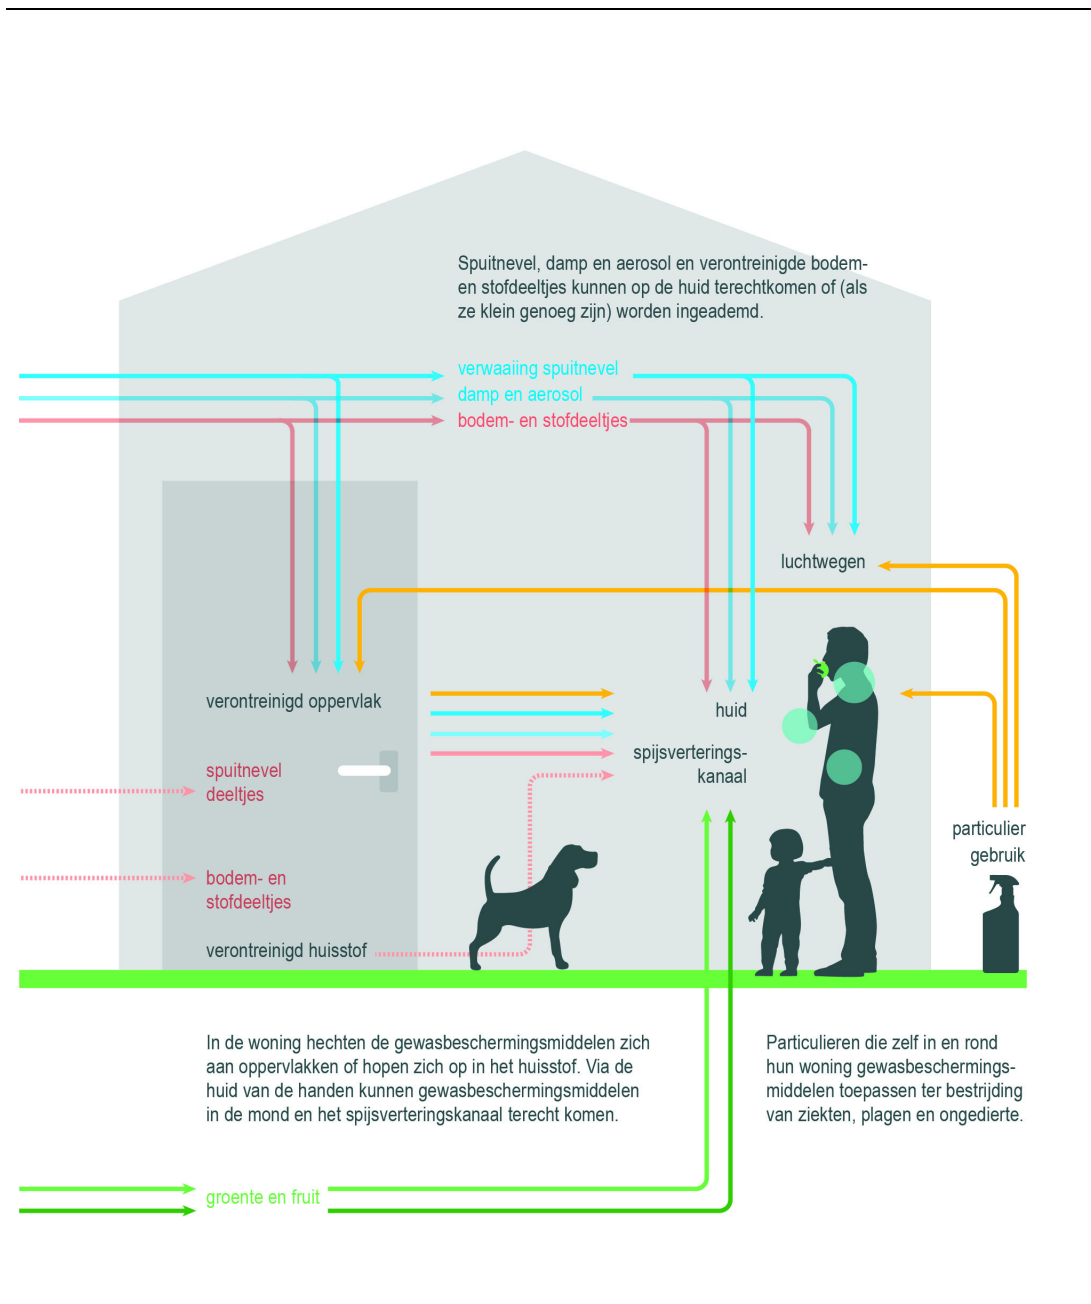 Spuitnevel, damp en aerosol en verontreinigde bodem-
en stofdeeltjes kunnen op de huid terechtkomen of (als
ze klein genoeg zijn) worden ingeademd.
verwaaiing spuitnevel
damp en aerosol
bodem- en stofdeeltjes
luchtwegen
verontreinigd oppervlak
huid
spijsverterings-
kanaal
spuitnevel
deeltjes
particulier
gebruik
bodem- en
stofdeeltjes
verontreinigd huisstof
In de woning hechten de gewasbeschermingsmiddelen zich
aan oppervlakken of hopen zich op in het huisstof. Via de
huid van de handen kunnen gewasbeschermingsmiddelen
in de mond en het spijsverteringskanaal terecht komen.
Particulieren die zelf in en rond
hun woning gewasbeschermings-
middelen toepassen ter bestrijding
van ziekten, plagen en ongedierte.
groente en fruit